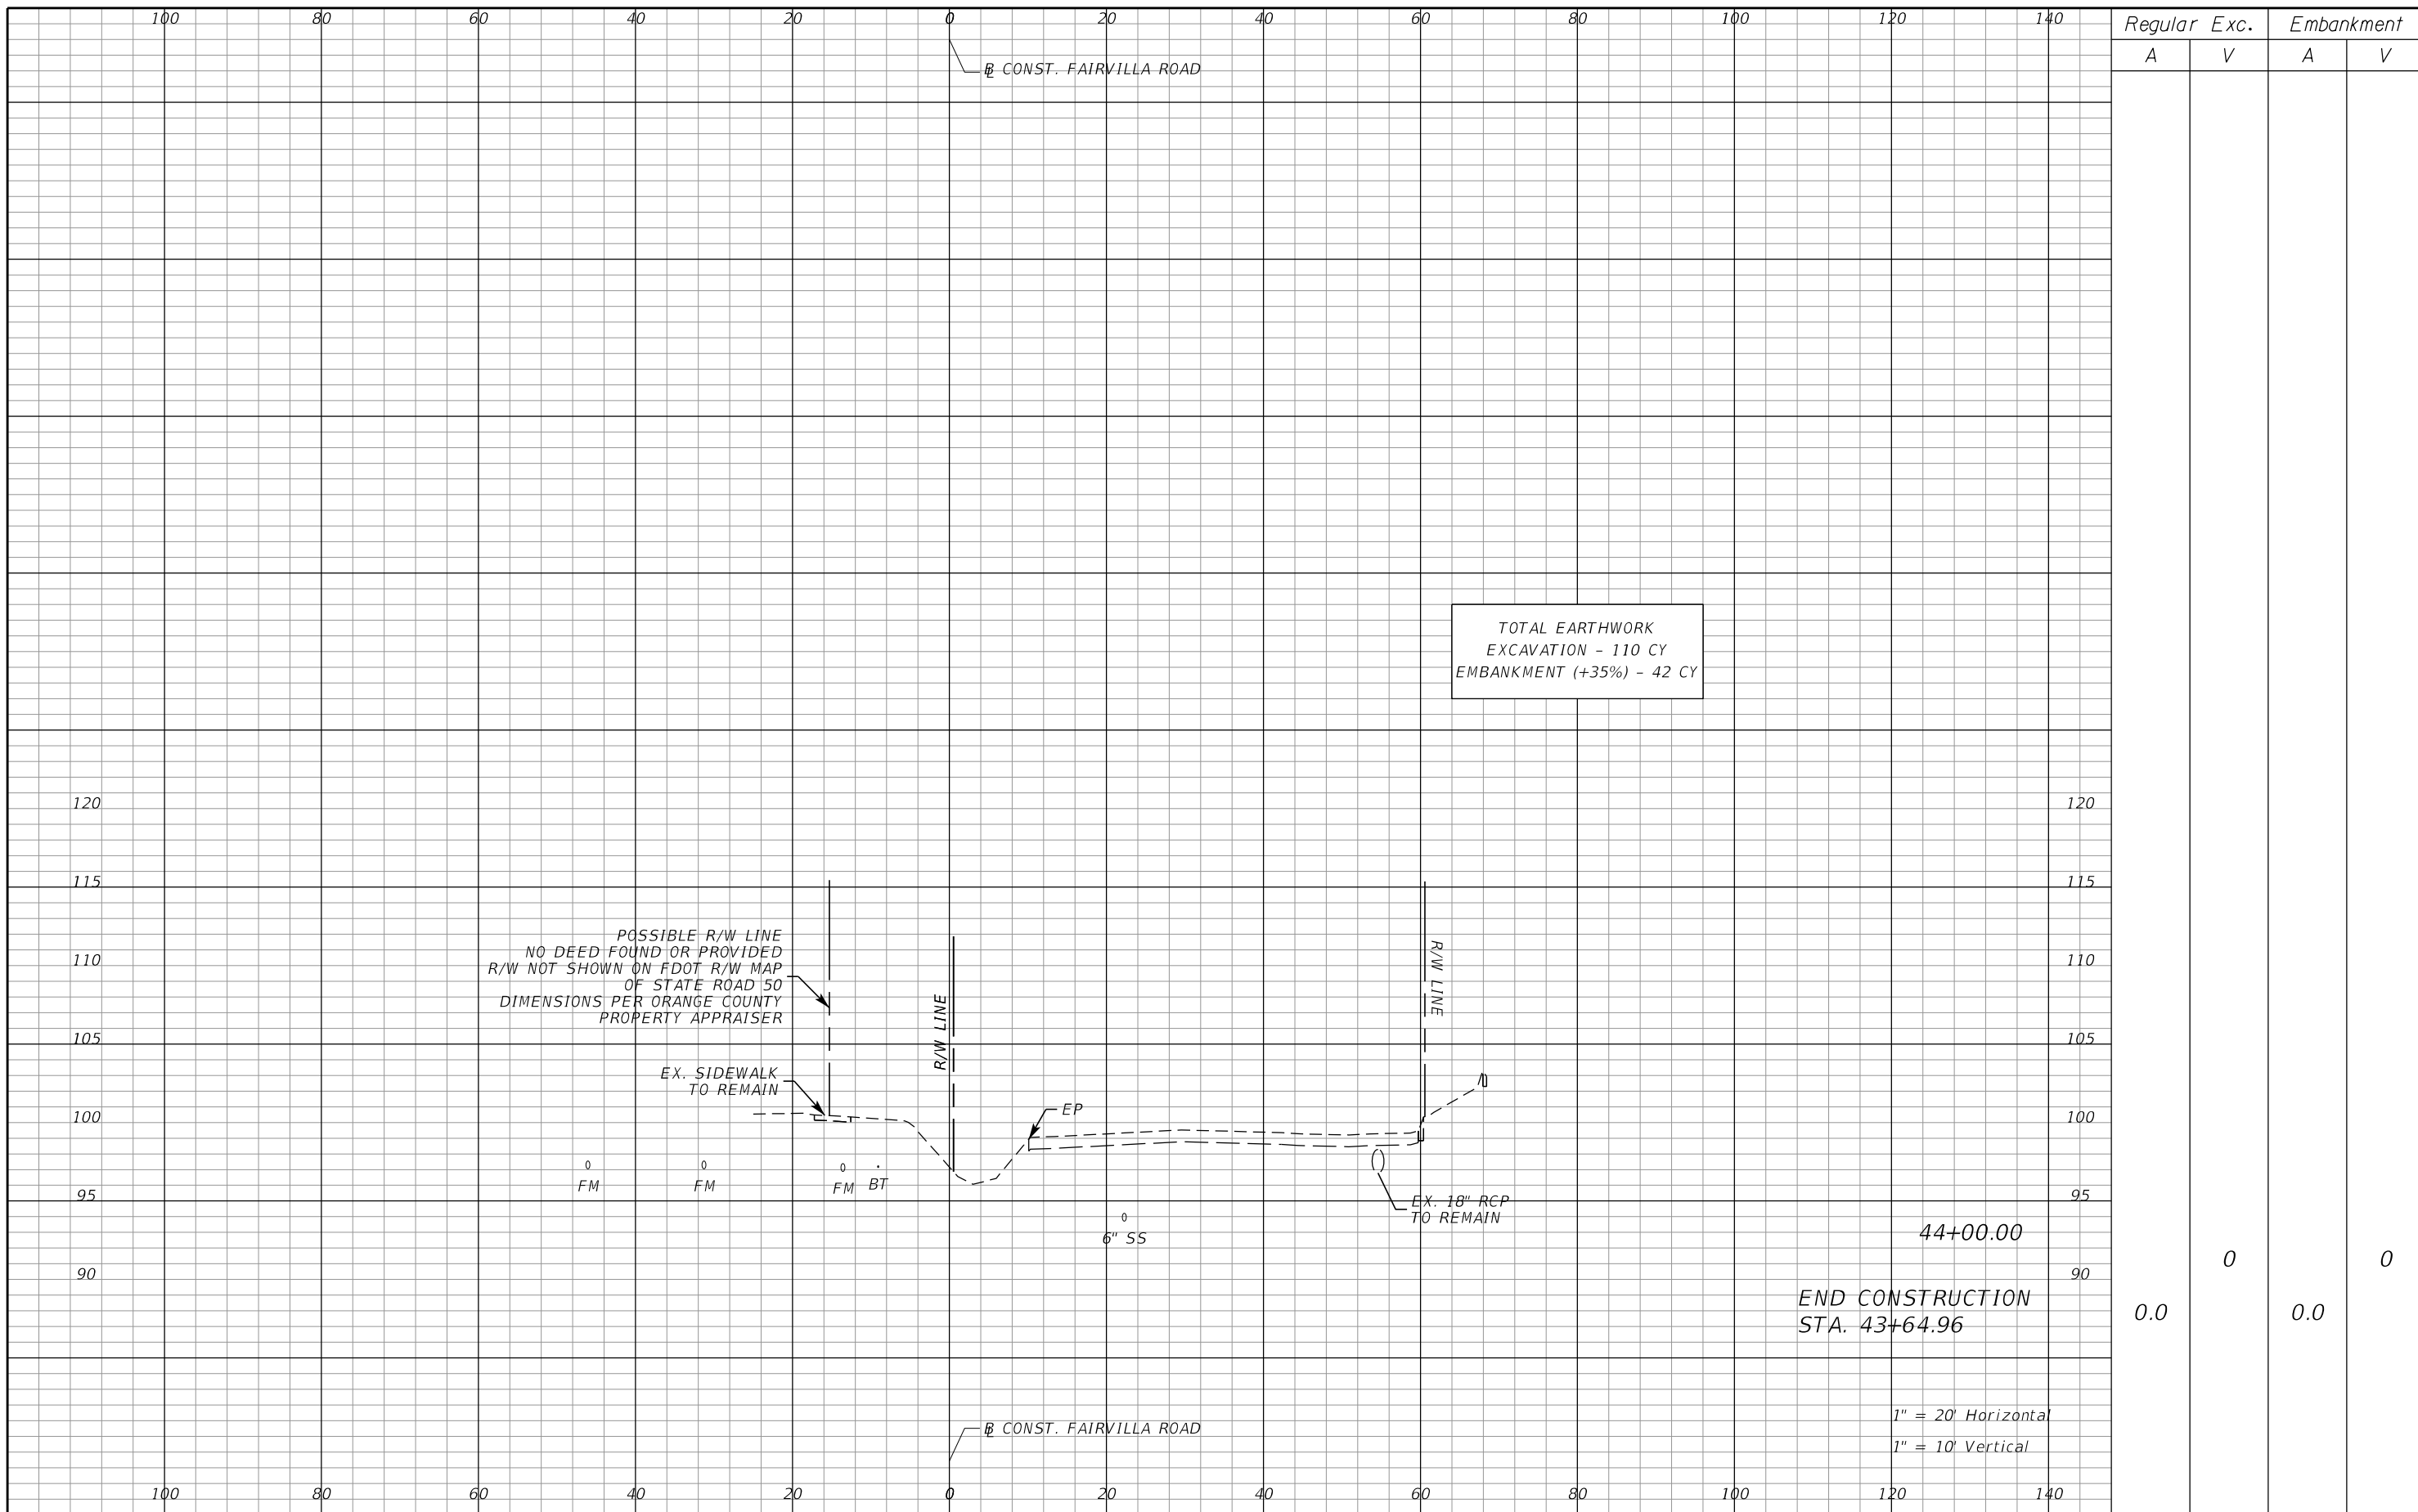 100 80 60 40 20 0 20 40 60 80 100 120 140
Regular Exc. Embankment
A V A V
℄ CONST. FAIRVILLA ROAD
TOTAL EARTHWORK
EXCAVATION - 110 CY
EMBANKMENT (+35%) - 42 CY
120 120
115 115
POSSIBLE R/W LINE
NO DEED FOUND OR PROVIDED
R/W NOT SHOWN ON FDOT R/W MAP
OF STATE ROAD 50
DIMENSIONS PER ORANGE COUNTY
PROPERTY APPRAISER
110 110
R/W LINE
R/W LINE
105 105
EX. SIDEWALK
TO REMAIN
EP
100 100
FM FM FM BT
95 95
EX. 18" RCP
TO REMAIN
6" SS
44+00.00
0 0
90 90
END CONSTRUCTION
STA. 43+64.96
0.0 0.0
1" = 20' Horizontal
1" = 10' Vertical
℄ CONST. FAIRVILLA ROAD
100 80 60 40 20 0 20 40 60 80 100 120 140